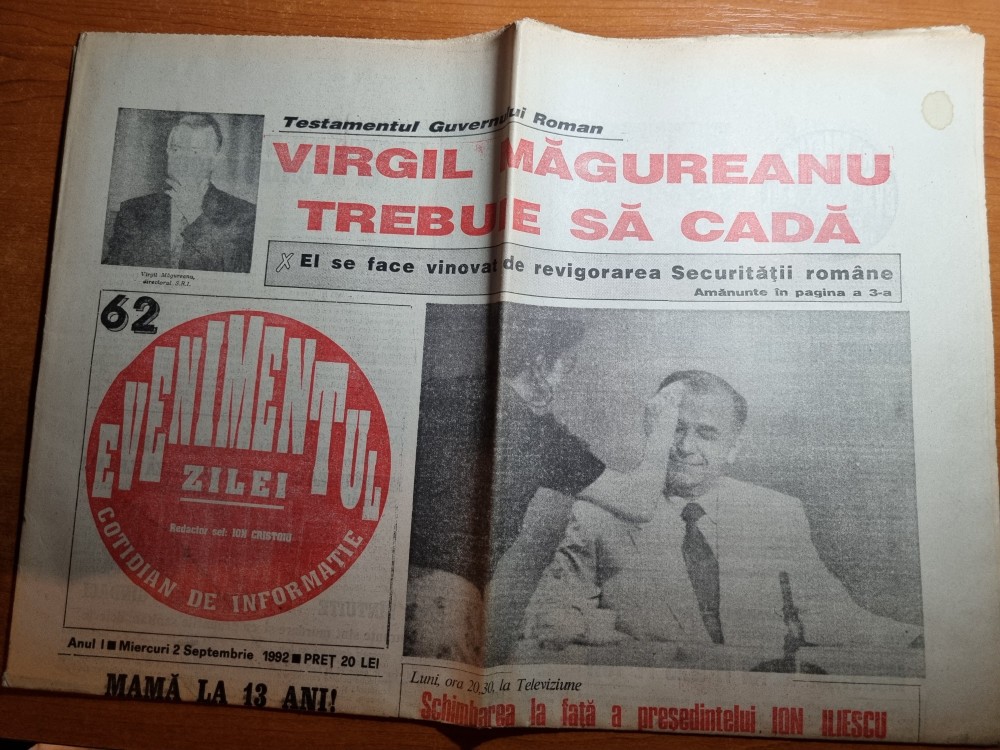 Testamentul Guvernului Roman
VIRGIL MĂGUREANU
TREBUIE SĂ CADĂ
X El se face vinovat de revigorarea Securității române
Amănunte în pagina a 3-a
Virgil Măgureanu,
directorul S.R.I.
62
EVENIMENTUL
ZILEI
Redactor șef: ION CRISTOIU
COTIDIAN DE INFORMAȚIE
Anul I ■ Miercuri 2 Septembrie 1992 ■ PREȚ 20 LEI
MAMĂ LA 13 ANI!
Luni, ora 20,30, la Televiziune
Schimbarea la față a președintelui ION ILIESCU